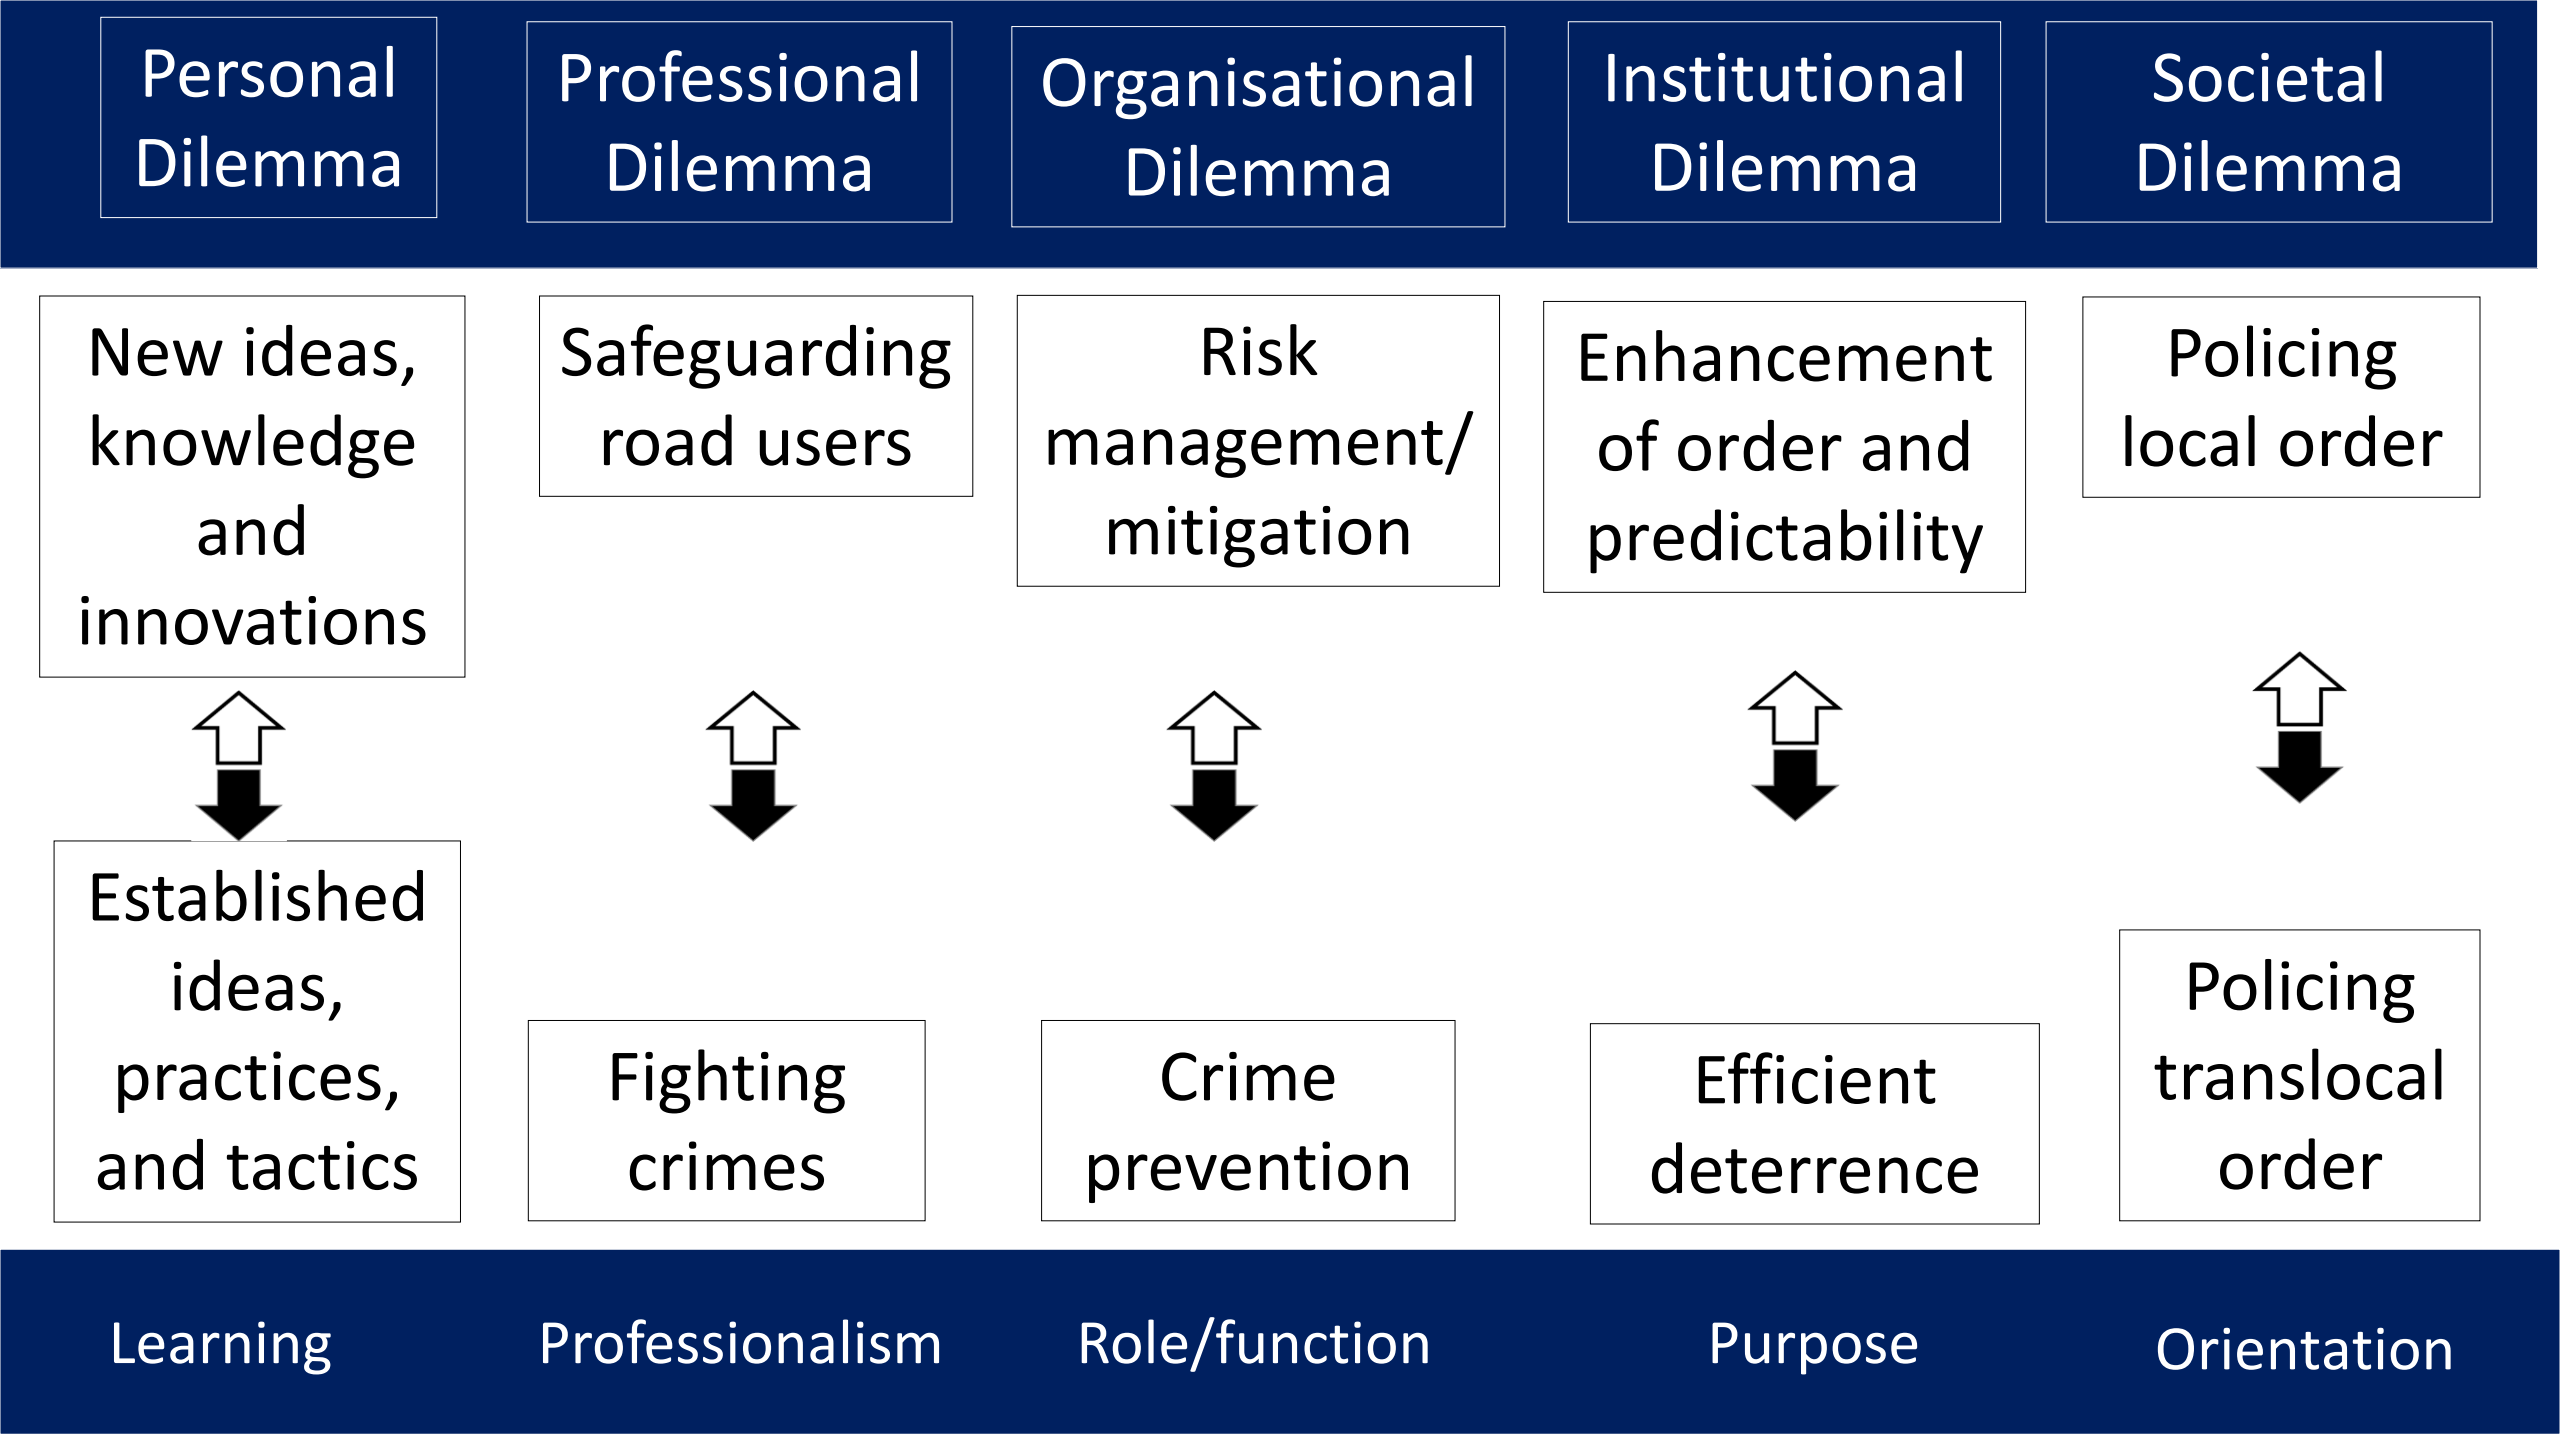 Personal
Dilemma
Professional
Dilemma
Organisational
Dilemma
Institutional
Dilemma
Societal
Dilemma
New ideas,
knowledge
and
innovations
Safeguarding
road users
Risk
management/
mitigation
Enhancement
of order and
predictability
Policing
local order
Established
ideas,
practices,
and tactics
Fighting
crimes
Crime
prevention
Efficient
deterrence
Policing
translocal
order
Learning
Professionalism
Role/function
Purpose
Orientation